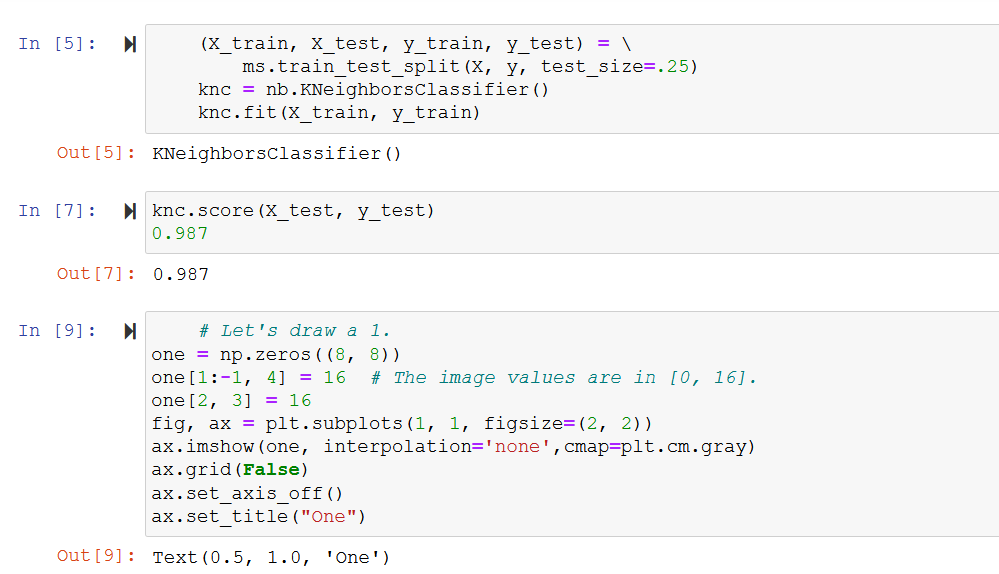 In [5]:
(X_train, X_test, y_train, y_test) = \
ms.train_test_split(X, y, test_size=.25)
knc = nb.KNeighborsClassifier()
knc.fit(X_train, y_train)
Out[5]: KNeighborsClassifier()
In [7]: knc.score(X_test, y_test)
0.987
Out[7]: 0.987
In [9]: # Let's draw a 1.
one = np.zeros((8, 8))
one[1:-1, 4] = 16  # The image values are in [0, 16].
one[2, 3] = 16
fig, ax = plt.subplots(1, 1, figsize=(2, 2))
ax.imshow(one, interpolation='none',cmap=plt.cm.gray)
ax.grid(False)
ax.set_axis_off()
ax.set_title("One")
Out[9]: Text(0.5, 1.0, 'One')